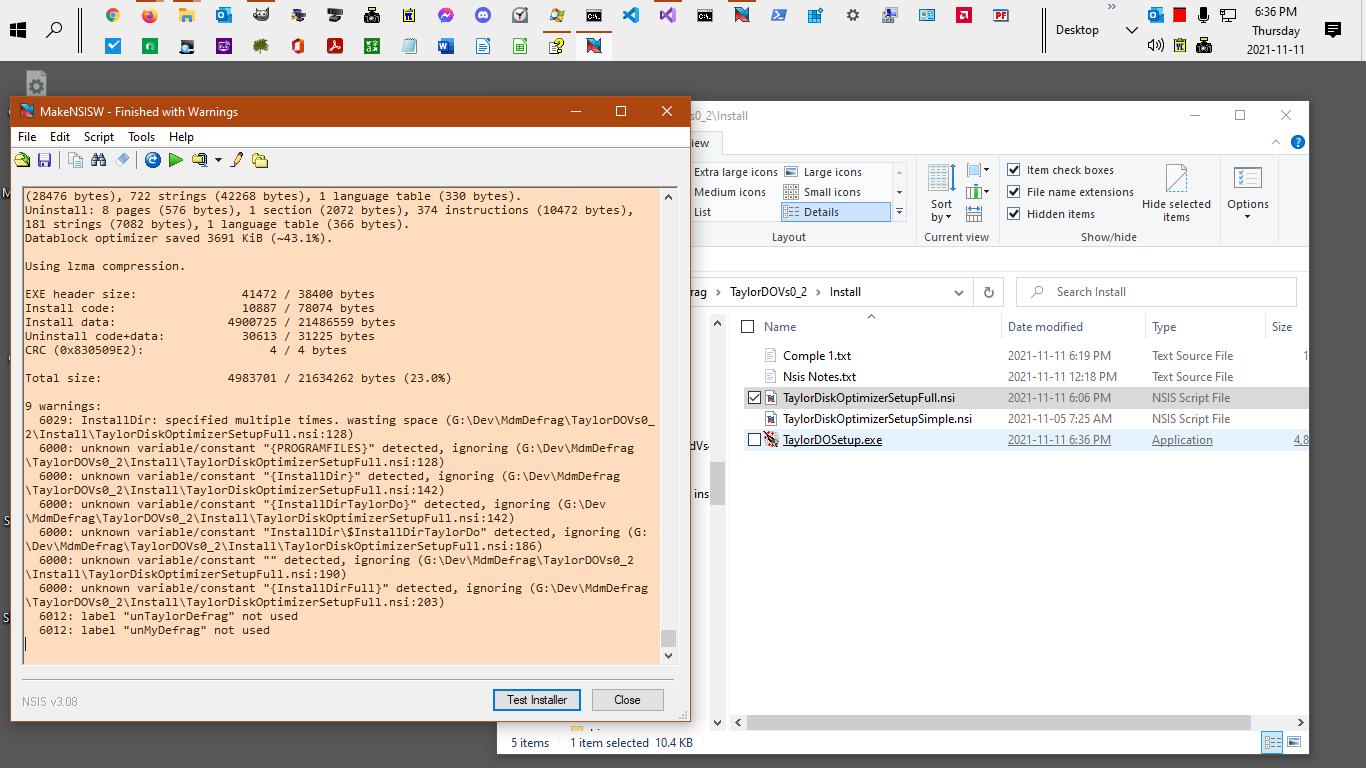 6:36 PM
Desktop
Thursday
2021-11-11
MakeNSISW - Finished with Warnings
File Edit Script Tools Help
(28476 bytes), 722 strings (42268 bytes), 1 language table (330 bytes).
Uninstall: 8 pages (576 bytes), 1 section (2072 bytes), 374 instructions (10472 bytes),
181 strings (7082 bytes), 1 language table (366 bytes).
Datablock optimizer saved 3691 KiB (~43.1%).
Using lzma compression.
EXE header size: 41472 / 38400 bytes
Install code: 10887 / 78074 bytes
Install data: 4900725 / 21486559 bytes
Uninstall code+data: 30613 / 31225 bytes
CRC (0x830509E2): 4 / 4 bytes
Total size: 4983701 / 21634262 bytes (23.0%)
9 warnings:
6029: InstallDir: specified multiple times. wasting space (G:\Dev\MdmDefrag\TaylorDOVs0_
2\Install\TaylorDiskOptimizerSetupFull.nsi:128)
6000: unknown variable/constant "{PROGRAMFILES}" detected, ignoring (G:\Dev\MdmDefrag
\TaylorDOVs0_2\Install\TaylorDiskOptimizerSetupFull.nsi:128)
6000: unknown variable/constant "{InstallDir}" detected, ignoring (G:\Dev\MdmDefrag
\TaylorDOVs0_2\Install\TaylorDiskOptimizerSetupFull.nsi:142)
6000: unknown variable/constant "{InstallDirTaylorDo}" detected, ignoring (G:\Dev
\MdmDefrag\TaylorDOVs0_2\Install\TaylorDiskOptimizerSetupFull.nsi:142)
6000: unknown variable/constant "InstallDir\$InstallDirTaylorDo" detected, ignoring (G:
\Dev\MdmDefrag\TaylorDOVs0_2\Install\TaylorDiskOptimizerSetupFull.nsi:186)
6000: unknown variable/constant "" detected, ignoring (G:\Dev\MdmDefrag\TaylorDOVs0_2
\Install\TaylorDiskOptimizerSetupFull.nsi:190)
6000: unknown variable/constant "{InstallDirFull}" detected, ignoring (G:\Dev\MdmDefrag
\TaylorDOVs0_2\Install\TaylorDiskOptimizerSetupFull.nsi:203)
6012: label "unTaylorDefrag" not used
6012: label "unMyDefrag" not used
NSIS v3.08
Test Installer Close
s0_2\Install
iew
Extra large icons Large icons
Medium icons Small icons
List Details
Layout
Sort
by
Current view
Item check boxes
File name extensions
Hidden items
Hide selected
items
Show/hide
Options
rag > TaylorDOVs0_2 > Install
Search Install
Name Date modified Type Size
Comple 1.txt 2021-11-11 6:19 PM Text Source File 1
Nsis Notes.txt 2021-11-11 12:18 PM Text Source File
TaylorDiskOptimizerSetupFull.nsi 2021-11-11 6:06 PM NSIS Script File
TaylorDiskOptimizerSetupSimple.nsi 2021-11-05 7:25 AM NSIS Script File
TaylorDOSetup.exe 2021-11-11 6:36 PM Application 4,8
dVs
ins
5 items 1 item selected 10.4 KB